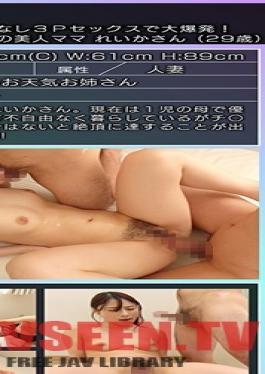 なし３Ｐセックスで大爆発！
の美人ママ れいかさん（29歳）
cm(C) W:61cm H:89cm
属性 ／ 人妻
お天気お姉さん
いかさん。現在は１児の母で優
不自由なく暮らしているがチ○
はないと絶頂に達することが出
！
VSEEN.TV
FREE JAV LIBRARY